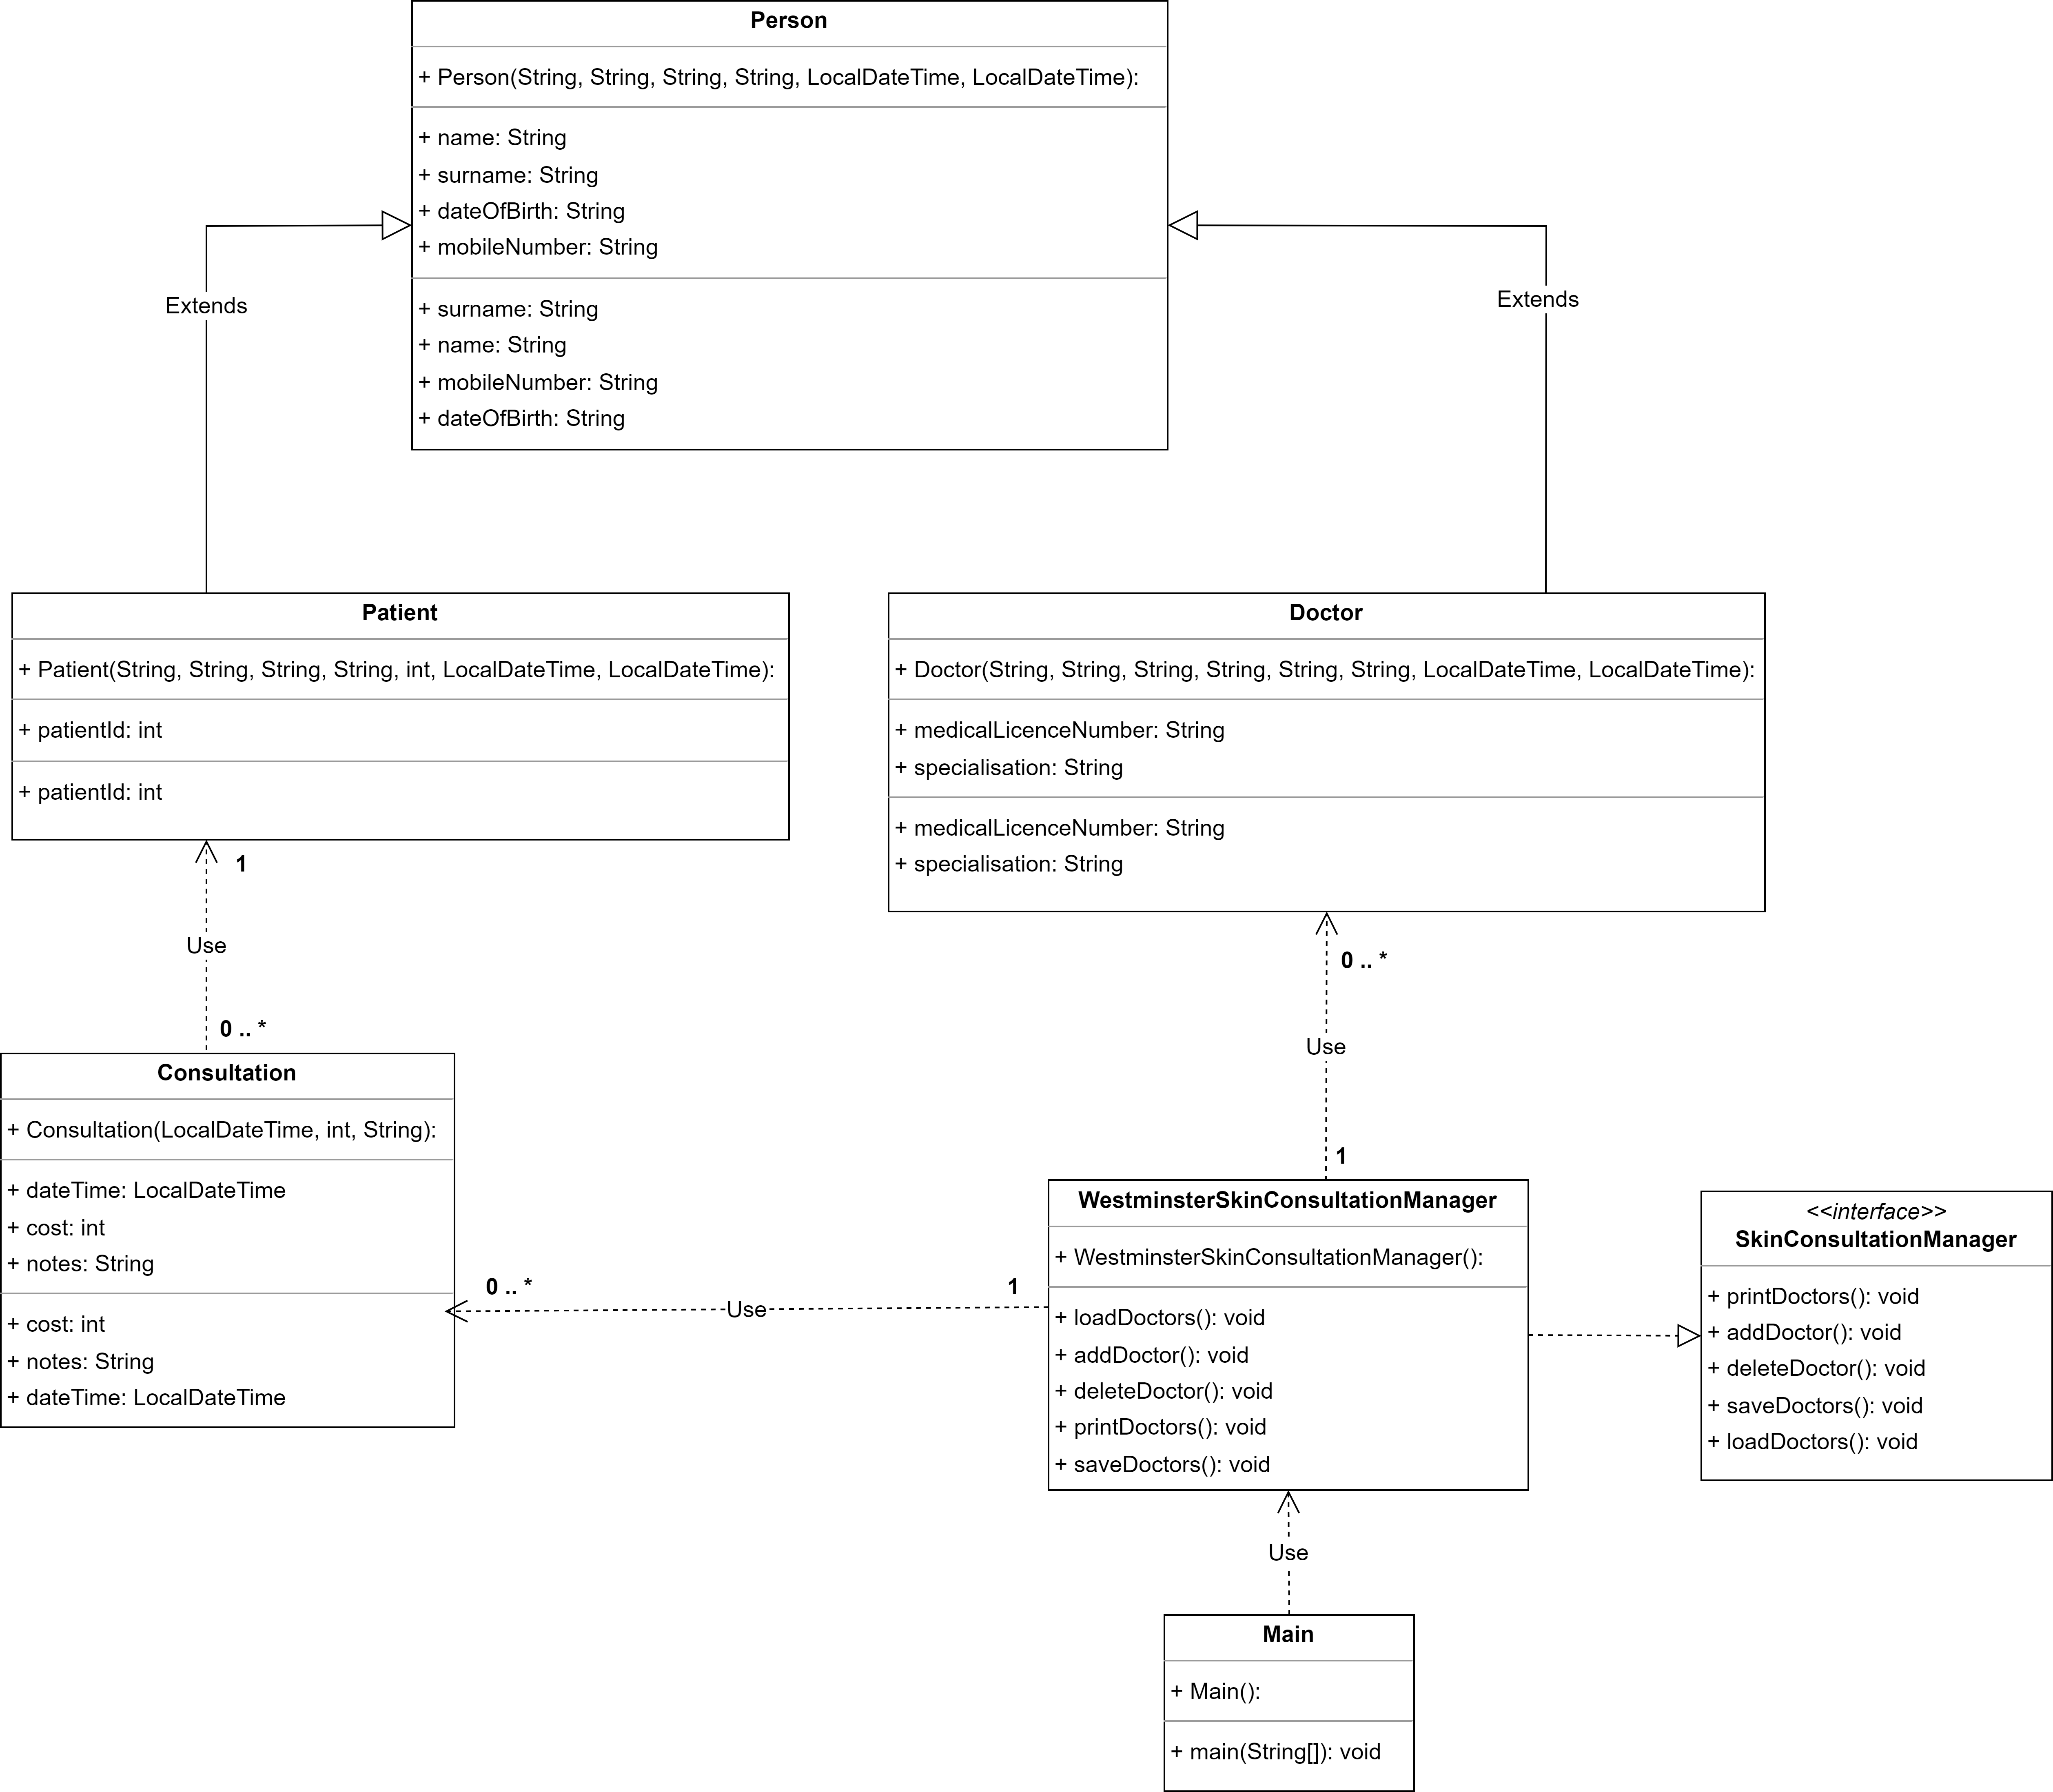 Person
+ Person(String, String, String, String, LocalDateTime, LocalDateTime):
+ name: String
+ surname: String
+ dateOfBirth: String
+ mobileNumber: String
+ surname: String
+ name: String
+ mobileNumber: String
+ dateOfBirth: String
Extends
Extends
Patient
+ Patient(String, String, String, String, int, LocalDateTime, LocalDateTime):
+ patientId: int
+ patientId: int
Doctor
+ Doctor(String, String, String, String, String, String, LocalDateTime, LocalDateTime):
+ medicalLicenceNumber: String
+ specialisation: String
+ medicalLicenceNumber: String
+ specialisation: String
1
Use
0 .. *
0 .. *
Use
1
Consultation
+ Consultation(LocalDateTime, int, String):
+ dateTime: LocalDateTime
+ cost: int
+ notes: String
+ cost: int
+ notes: String
+ dateTime: LocalDateTime
0 .. *
Use
1
WestminsterSkinConsultationManager
+ WestminsterSkinConsultationManager():
+ loadDoctors(): void
+ addDoctor(): void
+ deleteDoctor(): void
+ printDoctors(): void
+ saveDoctors(): void
<<interface>>
SkinConsultationManager
+ printDoctors(): void
+ addDoctor(): void
+ deleteDoctor(): void
+ saveDoctors(): void
+ loadDoctors(): void
Use
Main
+ Main():
+ main(String[]): void